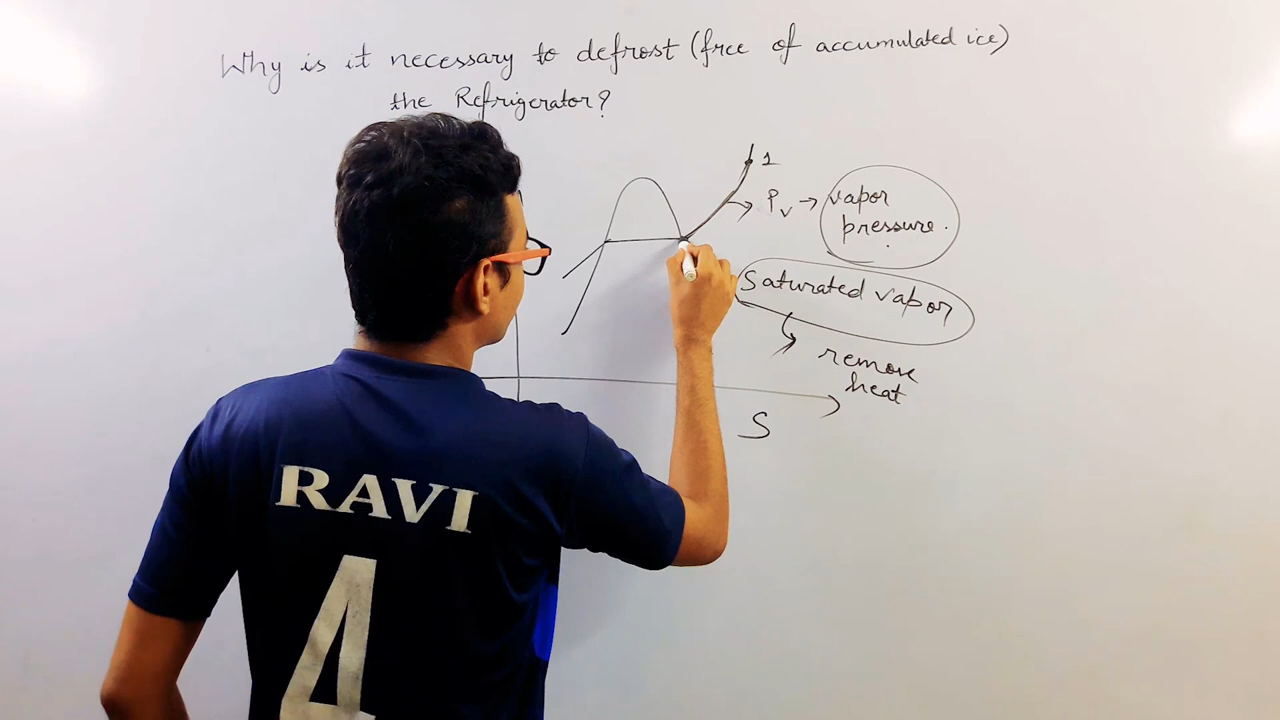 Why is it necessary to defrost (free of accumulated ice)
the Refrigerator?
1
Pv → vapor
pressure.
Saturated vapor
remove
heat
S
RAVI
4